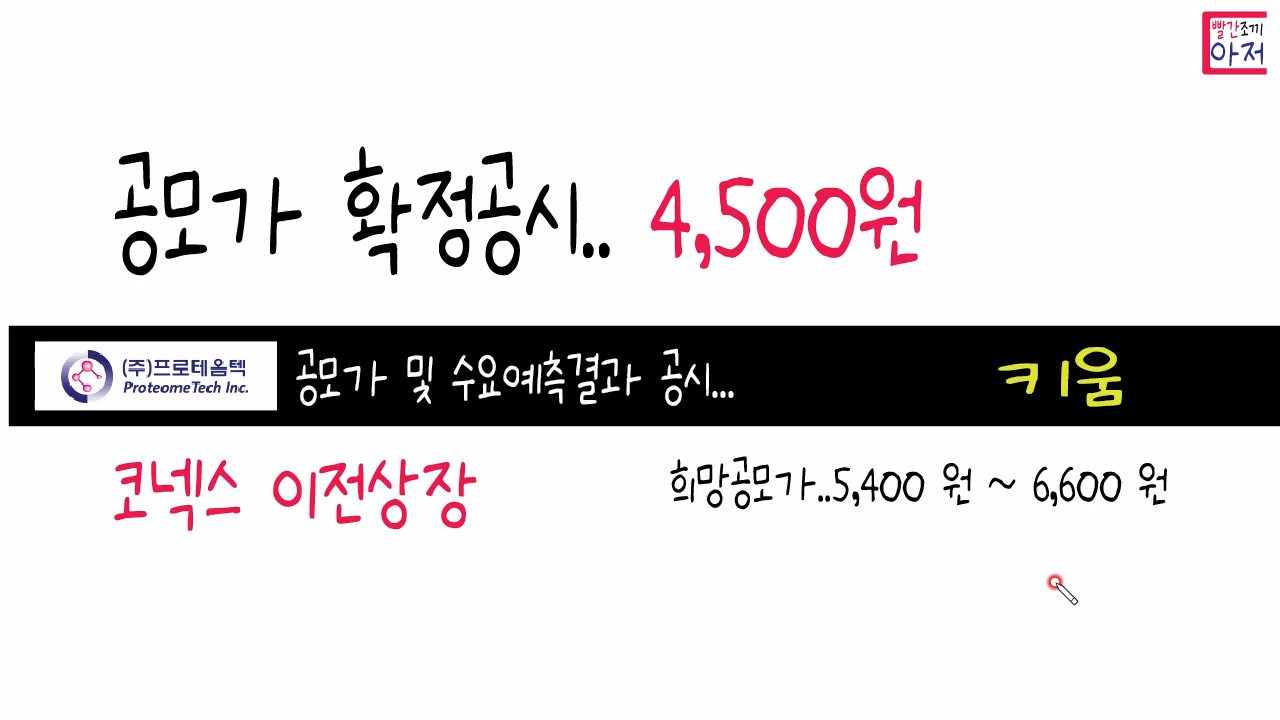 빨간조끼
아저
공모가 확정공시.. 4,500원
(주)프로테옴텍
ProteomeTech Inc.
공모가 및 수요예측결과 공시...
키움
코넥스 이전상장
희망공모가..5,400 원 ~ 6,600 원